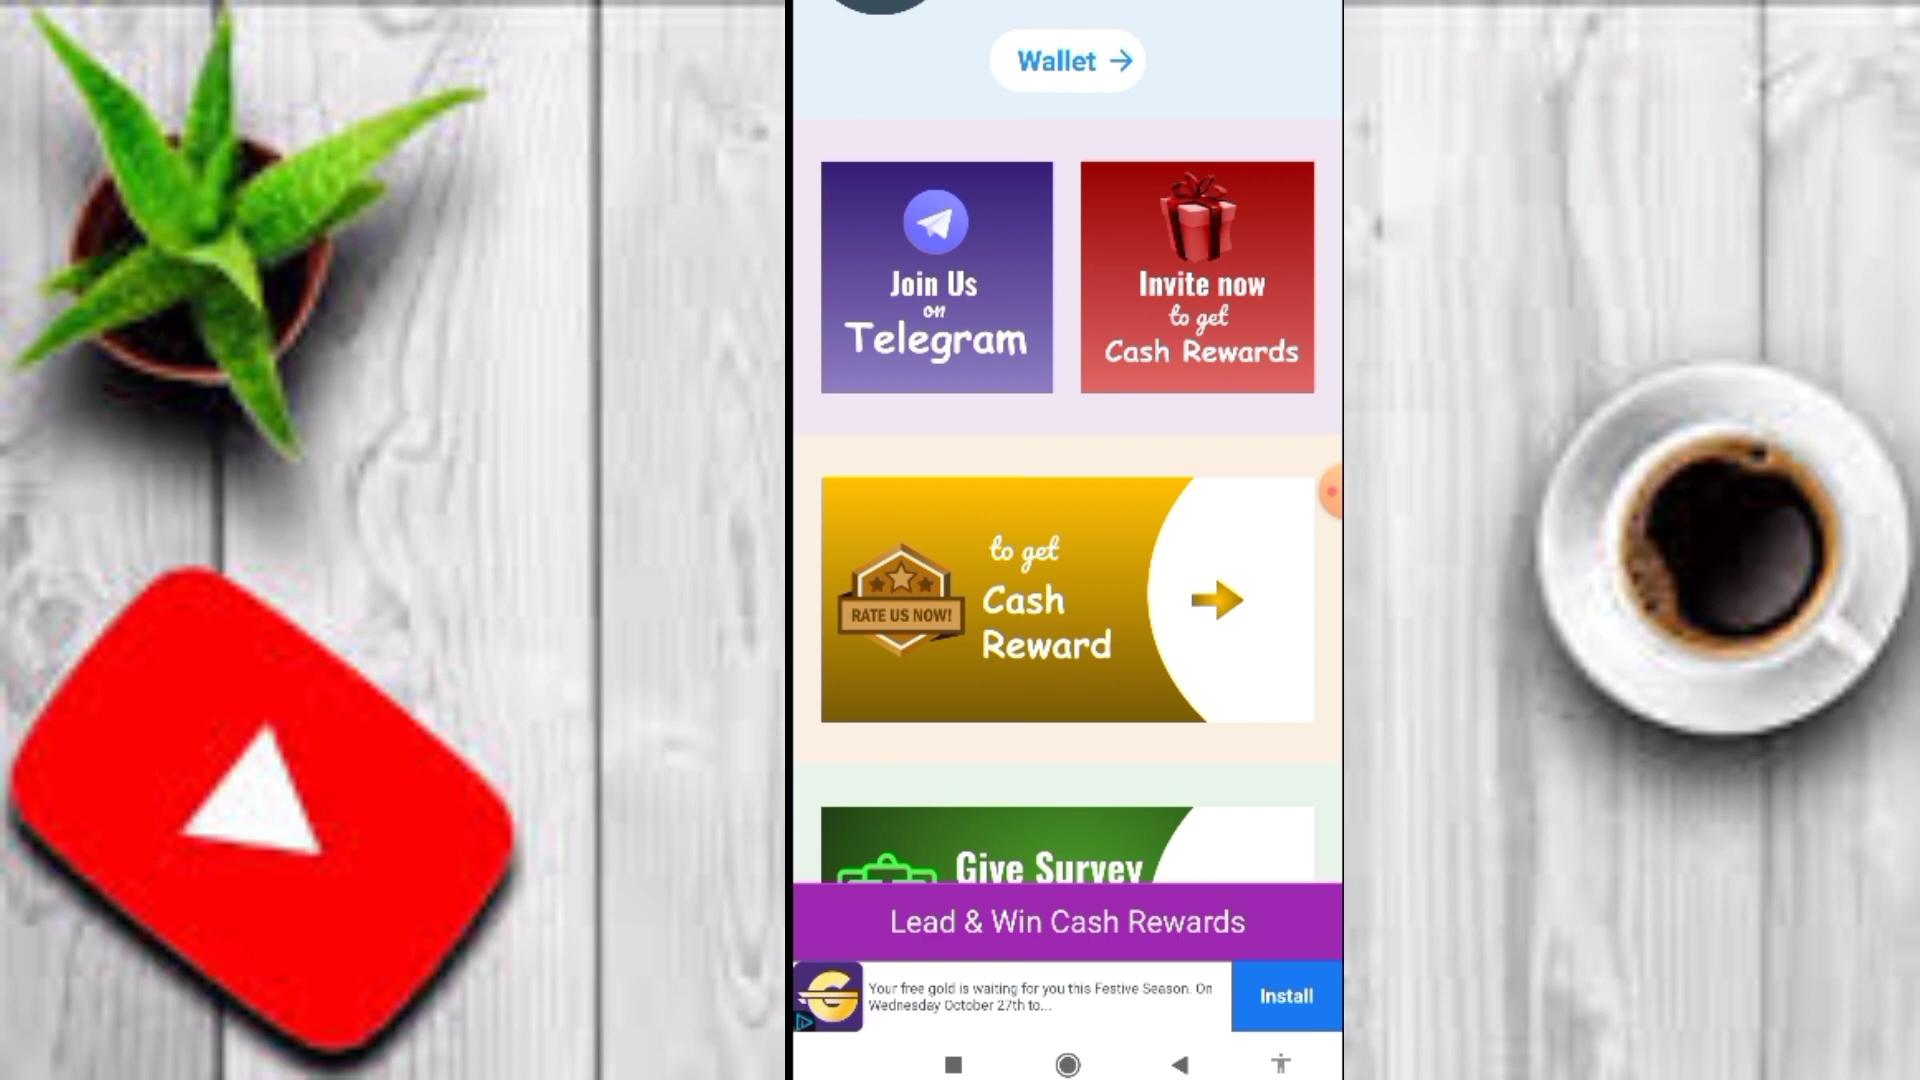 Wallet
Join Us
on
Telegram
Invite now
to get
Cash Rewards
RATE US NOW!
to get
Cash
Reward
Give Survey
Lead & Win Cash Rewards
Your free gold is waiting for you this Festive Season. On
Wednesday October 27th to...
Install